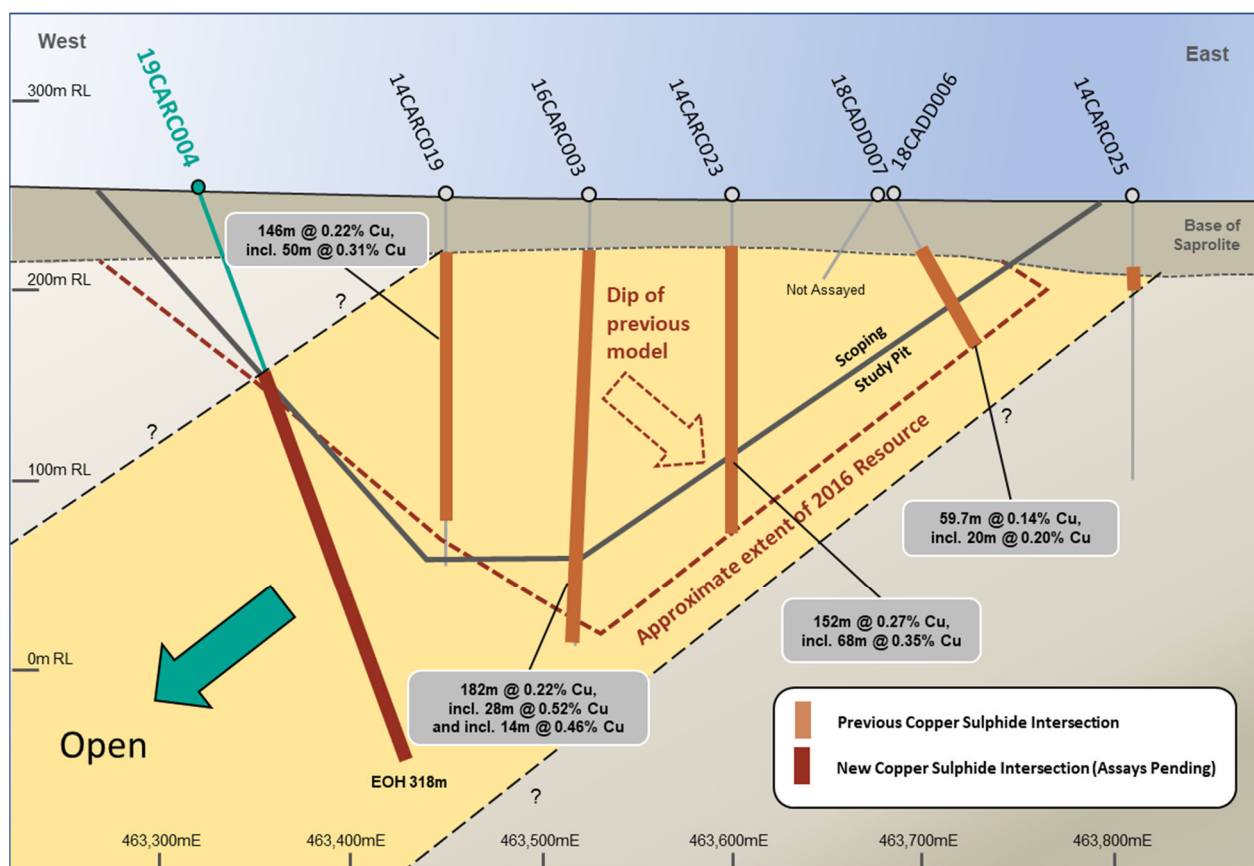 West
East
300m RL
19CARC004
14CARC019
16CARC003
14CARC023
18CADD007
18CADD006
14CARC025
146m @ 0.22% Cu,
incl. 50m @ 0.31% Cu
Base of
Saprolite
200m RL
Not Assayed
?
Dip of
previous
model
Scoping
Study Pit
?
?
100m RL
Approximate extent of 2016 Resource
59.7m @ 0.14% Cu,
incl. 20m @ 0.20% Cu
152m @ 0.27% Cu,
incl. 68m @ 0.35% Cu
0m RL
182m @ 0.22% Cu,
incl. 28m @ 0.52% Cu
and incl. 14m @ 0.46% Cu
Open
EOH 318m
?
Previous Copper Sulphide Intersection
New Copper Sulphide Intersection (Assays Pending)
463,300mE
463,400mE
463,500mE
463,600mE
463,700mE
463,800mE